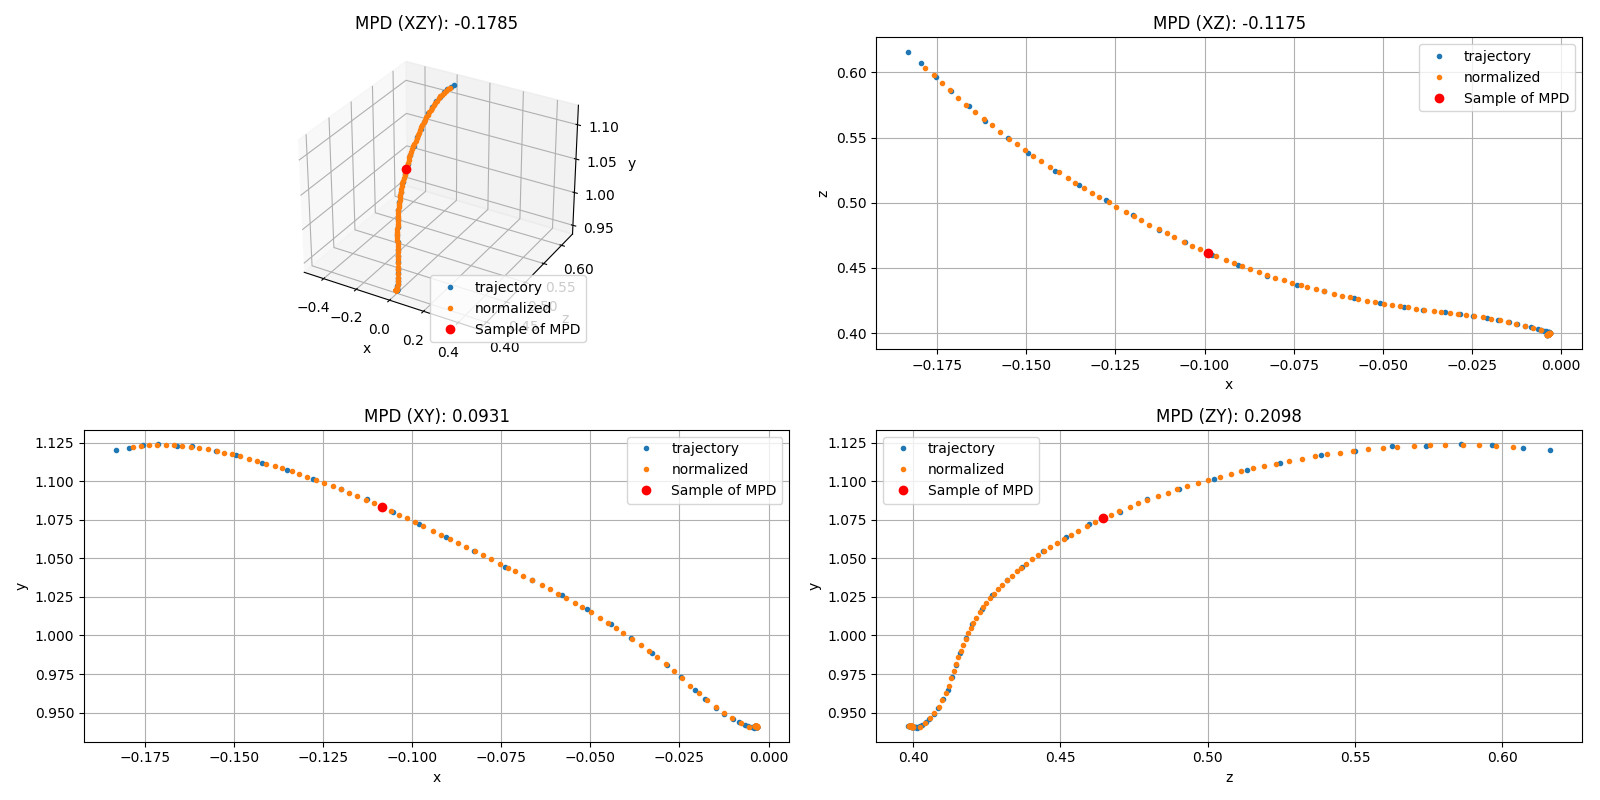 MPD (XZY): -0.1785
1.10
1.05
1.00
0.95
y
0.60
0.55
0.50
0.45
0.40
z
−0.4
−0.2
0.0
0.2
0.4
x
trajectory
normalized
Sample of MPD
MPD (XZ): -0.1175
0.60
0.55
0.50
0.45
0.40
z
−0.175
−0.150
−0.125
−0.100
−0.075
−0.050
−0.025
0.000
x
trajectory
normalized
Sample of MPD
MPD (XY): 0.0931
1.125
1.100
1.075
1.050
1.025
1.000
0.975
0.950
y
−0.175
−0.150
−0.125
−0.100
−0.075
−0.050
−0.025
0.000
x
trajectory
normalized
Sample of MPD
MPD (ZY): 0.2098
1.125
1.100
1.075
1.050
1.025
1.000
0.975
0.950
y
0.40
0.45
0.50
0.55
0.60
z
trajectory
normalized
Sample of MPD